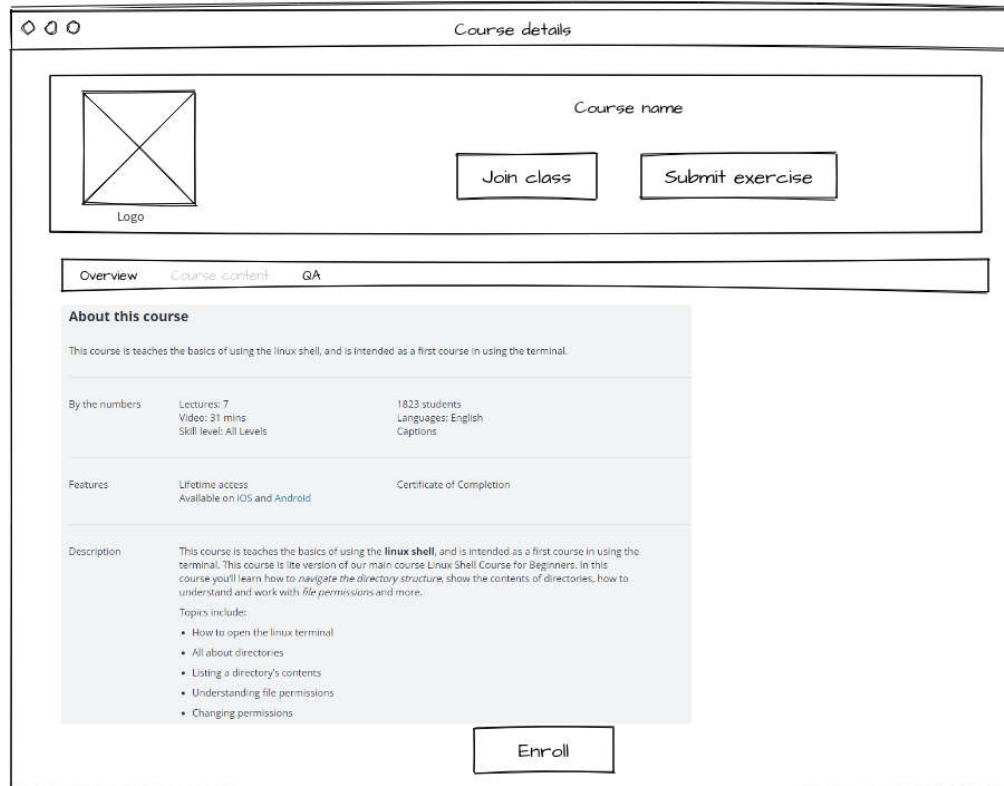 Course details
Course name
Join class
Submit exercise
Logo
Overview Course content QA
About this course
This course is teaches the basics of using the linux shell, and is intended as a first course in using the terminal.
By the numbers Lectures: 7 1823 students
Video: 31 mins Languages: English
Skill level: All Levels Captions
Features Lifetime access Certificate of Completion
Available on iOS and Android
Description This course is teaches the basics of using the linux shell, and is intended as a first course in using the
terminal. This course is lite version of our main course Linux Shell Course for Beginners. In this
course you'll learn how to navigate the directory structure, show the contents of directories, how to
understand and work with file permissions and more.
Topics include:
• How to open the linux terminal
• All about directories
• Listing a directory's contents
• Understanding file permissions
• Changing permissions
Enroll